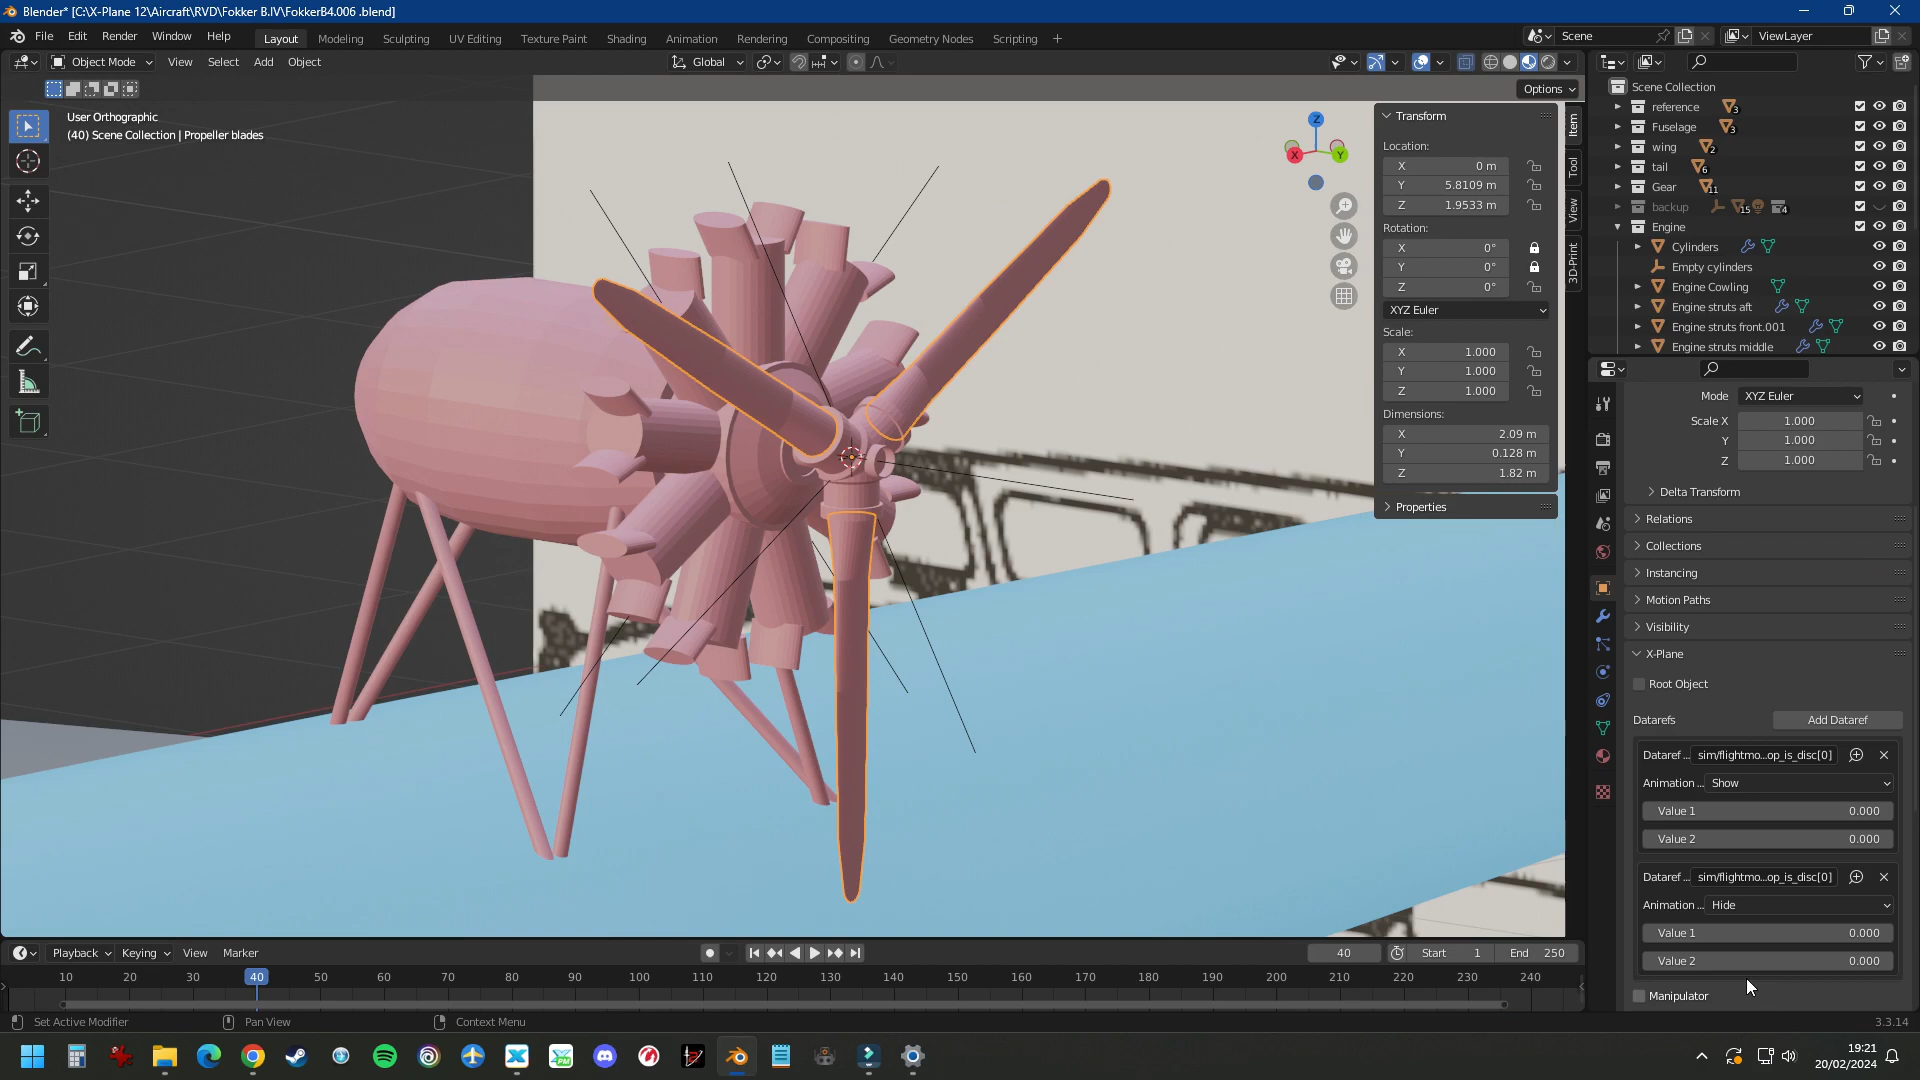 Blender* [C:\X-Plane 12\Aircraft\RVD\Fokker B.IV\FokkerB4.006 .blend]
File Edit Render Window Help Layout Modeling Sculpting UV Editing Texture Paint Shading Animation Rendering Compositing Geometry Nodes Scripting + Scene ViewLayer
Object Mode View Select Add Object Global
Options
User Orthographic
(40) Scene Collection | Propeller blades
Transform
Location:
X 0 m
Y 5.8109 m
Z 1.9533 m
Rotation:
X 0°
Y 0°
Z 0°
XYZ Euler
Scale:
X 1.000
Y 1.000
Z 1.000
Dimensions:
X 2.09 m
Y 0.128 m
Z 1.82 m
Properties
Item
Tool
View
3D-Print
Z
X
Y
Scene Collection
reference 3
Fuselage 3
wing 2
tail 6
Gear 11
backup 15 4
Engine
Cylinders
Empty cylinders
Engine Cowling
Engine struts aft
Engine struts front.001
Engine struts middle
Mode XYZ Euler
Scale X 1.000
Y 1.000
Z 1.000
Delta Transform
Relations
Collections
Instancing
Motion Paths
Visibility
X-Plane
Root Object
Datarefs Add Dataref
Dataref ... sim/flightmo...op_is_disc[0]
Animation ... Show
Value 1 0.000
Value 2 0.000
Dataref ... sim/flightmo...op_is_disc[0]
Animation ... Hide
Value 1 0.000
Value 2 0.000
Manipulator
Playback Keying View Marker 40 Start 1 End 250
10 20 30 40 50 60 70 80 90 100 110 120 130 140 150 160 170 180 190 200 210 220 230 240
Set Active Modifier Pan View Context Menu 3.3.14
19:21
20/02/2024